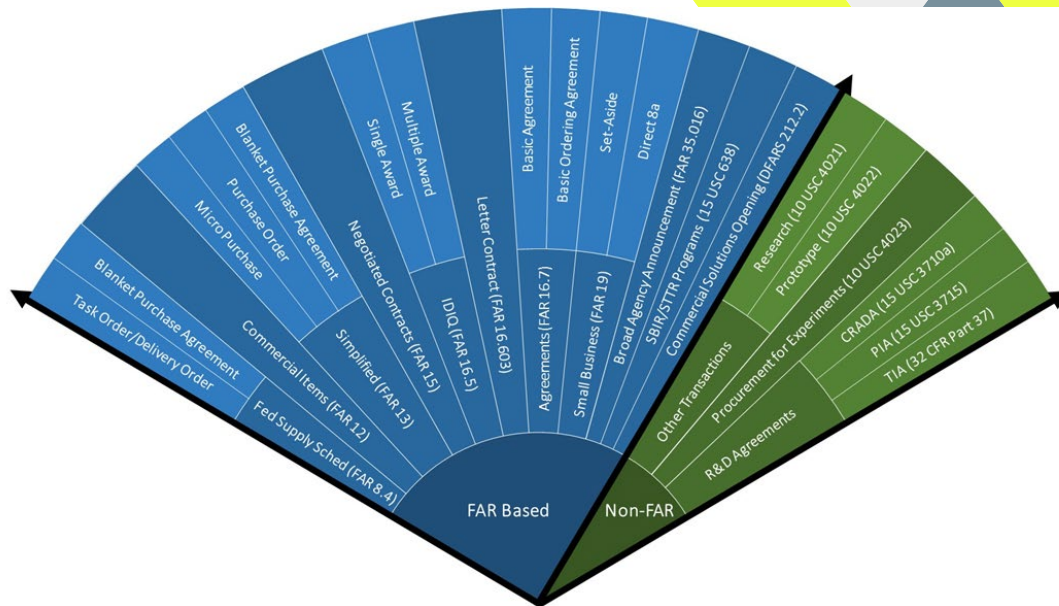 Task Order/Delivery Order
Blanket Purchase Agreement
Fed Supply Sched (FAR 8.4)
Commercial Items (FAR 12)
Micro Purchase
Purchase Order
Blanket Purchase Agreement
Simplified (FAR 13)
Negotiated Contracts (FAR 15)
Single Award
Multiple Award
IDIQ (FAR 16.5)
Letter Contract (FAR 16.603)
Basic Agreement
Basic Ordering Agreement
Agreements (FAR 16.7)
Set-Aside
Direct 8a
Small Business (FAR 19)
Broad Agency Announcement (FAR 35.016)
SBIR/STTR Programs (15 USC 638)
Commercial Solutions Opening (DFARS 212.2)
FAR Based
Research (10 USC 4021)
Prototype (10 USC 4022)
Other Transactions
Procurement for Experiments (10 USC 4023)
CRADA (15 USC 3710a)
PIA (15 USC 3715)
TIA (32 CFR Part 37)
R&D Agreements
Non-FAR